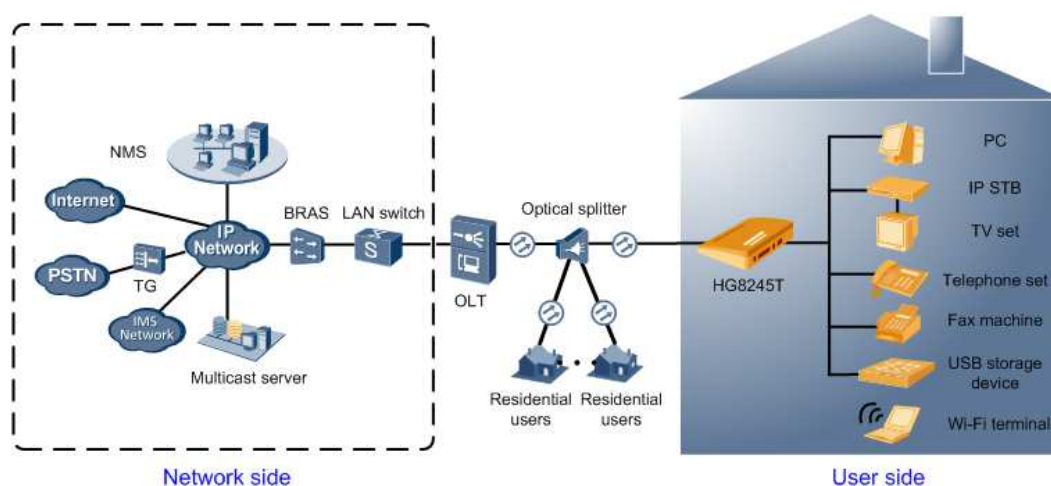 NMS
Internet
BRAS
LAN switch
IP
Network
S
PSTN
TG
IMS
Network
Multicast server
OLT
Optical splitter
Residential
users
Residential
users
HG8245T
PC
IP STB
TV set
Telephone set
Fax machine
USB storage
device
Wi-Fi terminal
Network side
User side